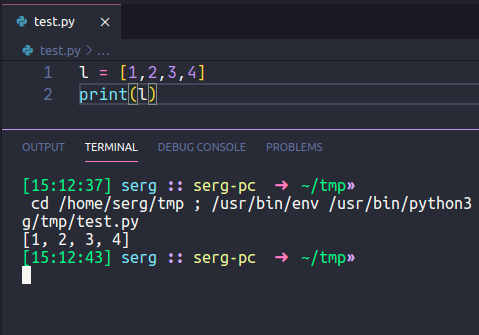 test.py ×
test.py > ...
1 l = [1,2,3,4]
2 print(l)
OUTPUT TERMINAL DEBUG CONSOLE PROBLEMS
[15:12:37] serg :: serg-pc ➜ ~/tmp»
cd /home/serg/tmp ; /usr/bin/env /usr/bin/python3
g/tmp/test.py
[1, 2, 3, 4]
[15:12:43] serg :: serg-pc ➜ ~/tmp»